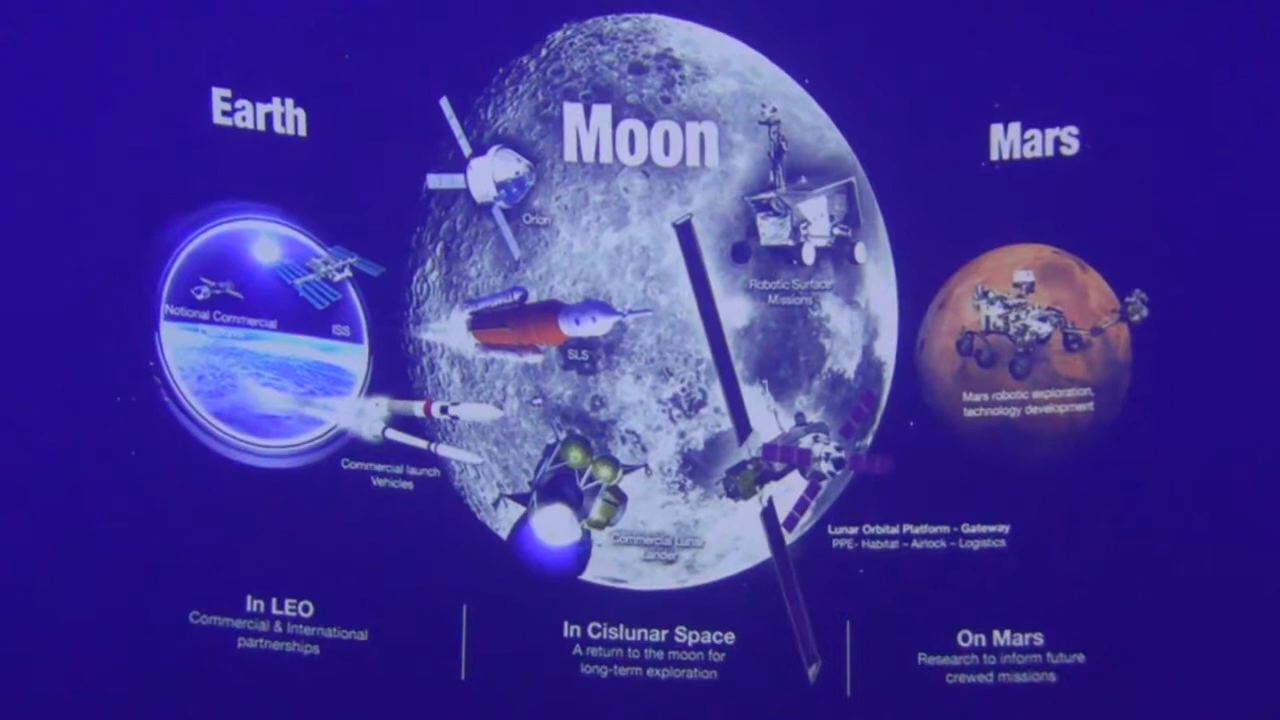 Earth
Moon
Mars
Orion
Notional Commercial
ISS
SLS
Robotic Surface
Missions
Mars robotic exploration,
technology development
Commercial launch
Vehicles
Commercial Lunar
Lander
Lunar Orbital Platform - Gateway
PPE- Habitat – Airlock – Logistics
In LEO
Commercial & International
partnerships
In Cislunar Space
A return to the moon for
long-term exploration
On Mars
Research to inform future
crewed missions